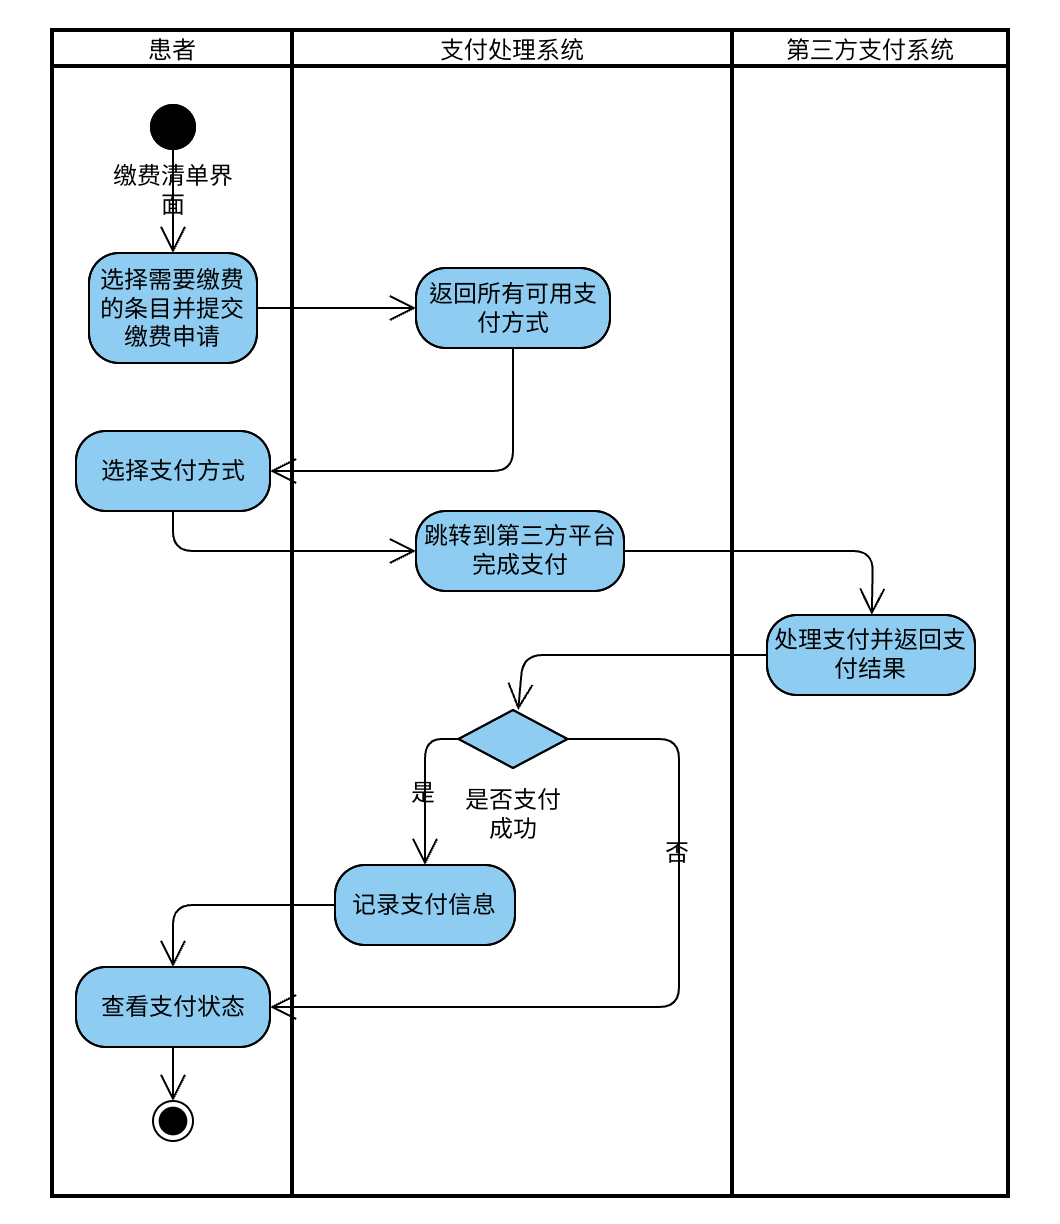 患者
支付处理系统
第三方支付系统
缴费清单界
面
选择需要缴费
的条目并提交
缴费申请
返回所有可用支
付方式
选择支付方式
跳转到第三方平台
完成支付
处理支付并返回支
付结果
是
是否支付
成功
否
记录支付信息
查看支付状态